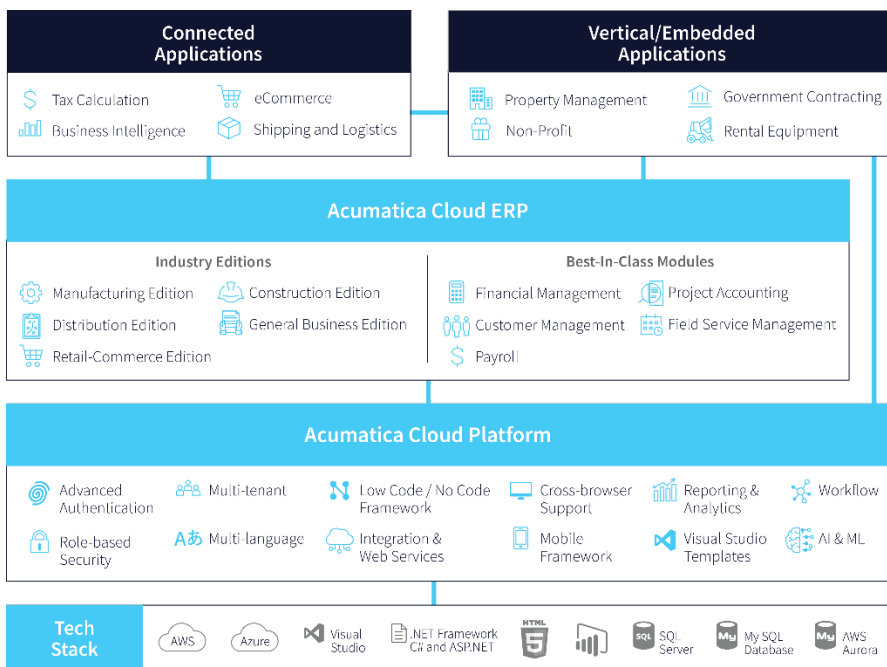 Connected
Applications
Tax Calculation
eCommerce
Business Intelligence
Shipping and Logistics
Vertical/Embedded
Applications
Property Management
Government Contracting
Non-Profit
Rental Equipment
Acumatica Cloud ERP
Industry Editions
Manufacturing Edition
Construction Edition
Distribution Edition
General Business Edition
Retail-Commerce Edition
Best-In-Class Modules
Financial Management
Project Accounting
Customer Management
Field Service Management
Payroll
Acumatica Cloud Platform
Advanced
Authentication
Multi-tenant
Low Code / No Code
Framework
Cross-browser
Support
Reporting &
Analytics
Workflow
Role-based
Security
Aあ
Multi-language
Integration &
Web Services
Mobile
Framework
Visual Studio
Templates
AI & ML
Tech
Stack
AWS
Azure
Visual
Studio
.NET Framework
C# and ASP.NET
HTML
5
SQL
SQL
Server
My
My SQL
Database
My
AWS
Aurora